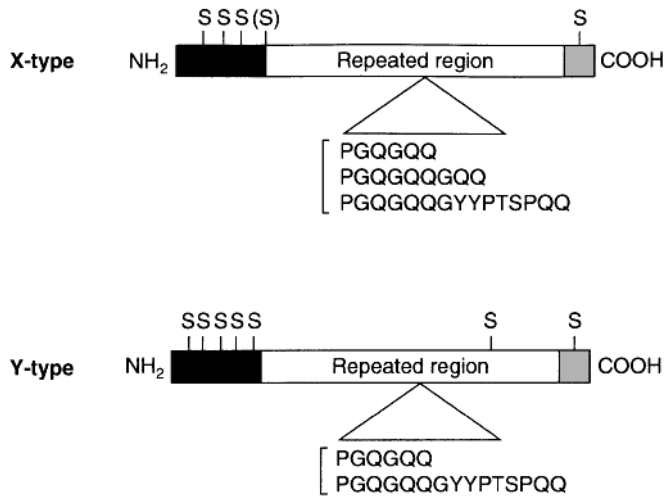 S S S (S) S
X-type NH₂ Repeated region COOH
PGQGQQ
PGQGQQGQQ
PGQGQQGYYPTSPQQ
SSSSS S S
Y-type NH₂ Repeated region COOH
PGQGQQ
PGQGQQGYYPTSPQQ